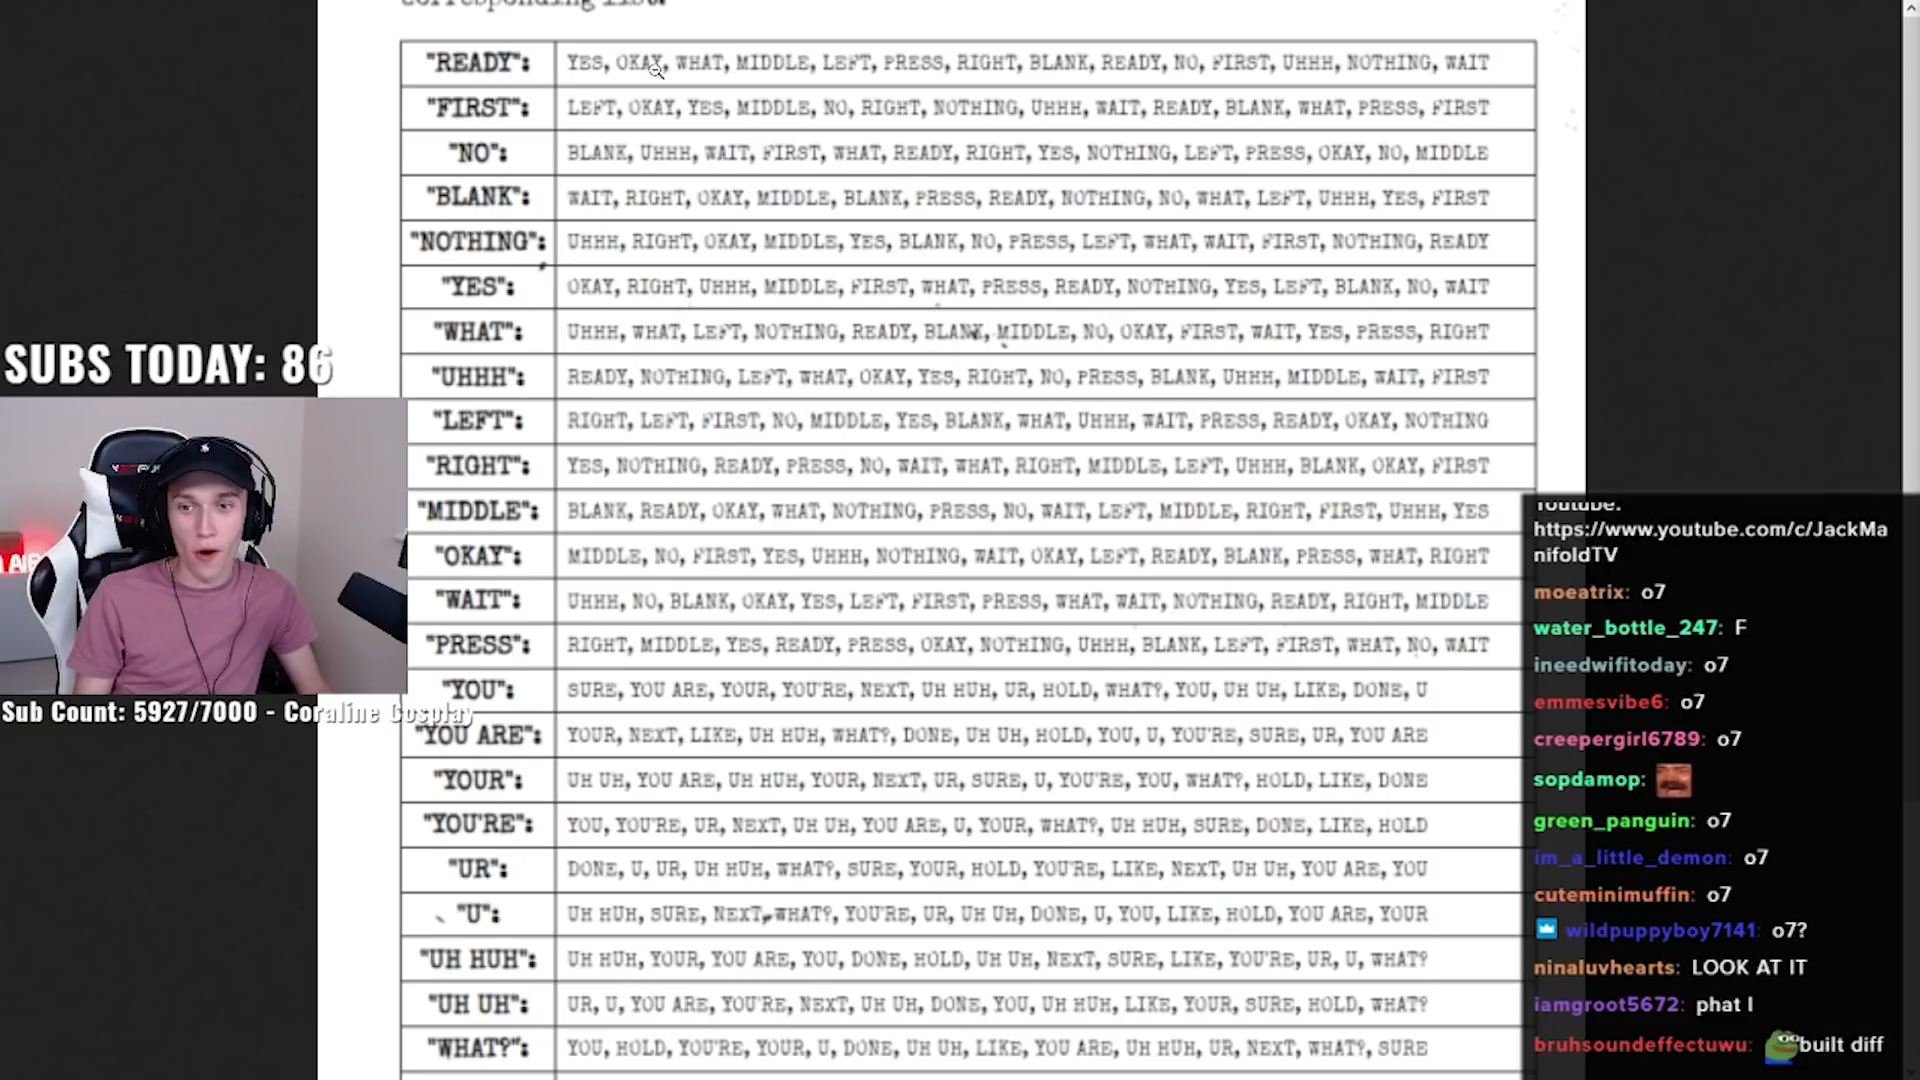 corresponding list.
"READY": YES, OKAY, WHAT, MIDDLE, LEFT, PRESS, RIGHT, BLANK, READY, NO, FIRST, UHHH, NOTHING, WAIT
"FIRST": LEFT, OKAY, YES, MIDDLE, NO, RIGHT, NOTHING, UHHH, WAIT, READY, BLANK, WHAT, PRESS, FIRST
"NO": BLANK, UHHH, WAIT, FIRST, WHAT, READY, RIGHT, YES, NOTHING, LEFT, PRESS, OKAY, NO, MIDDLE
"BLANK": WAIT, RIGHT, OKAY, MIDDLE, BLANK, PRESS, READY, NOTHING, NO, WHAT, LEFT, UHHH, YES, FIRST
"NOTHING": UHHH, RIGHT, OKAY, MIDDLE, YES, BLANK, NO, PRESS, LEFT, WHAT, WAIT, FIRST, NOTHING, READY
"YES": OKAY, RIGHT, UHHH, MIDDLE, FIRST, WHAT, PRESS, READY, NOTHING, YES, LEFT, BLANK, NO, WAIT
"WHAT": UHHH, WHAT, LEFT, NOTHING, READY, BLANK, MIDDLE, NO, OKAY, FIRST, WAIT, YES, PRESS, RIGHT
"UHHH": READY, NOTHING, LEFT, WHAT, OKAY, YES, RIGHT, NO, PRESS, BLANK, UHHH, MIDDLE, WAIT, FIRST
"LEFT": RIGHT, LEFT, FIRST, NO, MIDDLE, YES, BLANK, WHAT, UHHH, WAIT, PRESS, READY, OKAY, NOTHING
"RIGHT": YES, NOTHING, READY, PRESS, NO, WAIT, WHAT, RIGHT, MIDDLE, LEFT, UHHH, BLANK, OKAY, FIRST
"MIDDLE": BLANK, READY, OKAY, WHAT, NOTHING, PRESS, NO, WAIT, LEFT, MIDDLE, RIGHT, FIRST, UHHH, YES
"OKAY": MIDDLE, NO, FIRST, YES, UHHH, NOTHING, WAIT, OKAY, LEFT, READY, BLANK, PRESS, WHAT, RIGHT
"WAIT": UHHH, NO, BLANK, OKAY, YES, LEFT, FIRST, PRESS, WHAT, WAIT, NOTHING, READY, RIGHT, MIDDLE
"PRESS": RIGHT, MIDDLE, YES, READY, PRESS, OKAY, NOTHING, UHHH, BLANK, LEFT, FIRST, WHAT, NO, WAIT
"YOU": SURE, YOU ARE, YOUR, YOU'RE, NEXT, UH HUH, UR, HOLD, WHAT?, YOU, UH UH, LIKE, DONE, U
"YOU ARE": YOUR, NEXT, LIKE, UH HUH, WHAT?, DONE, UH UH, HOLD, YOU, U, YOU'RE, SURE, UR, YOU ARE
"YOUR": UH UH, YOU ARE, UH HUH, YOUR, NEXT, UR, SURE, U, YOU'RE, YOU, WHAT?, HOLD, LIKE, DONE
"YOU'RE": YOU, YOU'RE, UR, NEXT, UH UH, YOU ARE, U, YOUR, WHAT?, UH HUH, SURE, DONE, LIKE, HOLD
"UR": DONE, U, UR, UH HUH, WHAT?, SURE, YOUR, HOLD, YOU'RE, LIKE, NEXT, UH UH, YOU ARE, YOU
"U": UH HUH, SURE, NEXT, WHAT?, YOU'RE, UR, UH UH, DONE, U, YOU, LIKE, HOLD, YOU ARE, YOUR
"UH HUH": UH HUH, YOUR, YOU ARE, YOU, DONE, HOLD, UH UH, NEXT, SURE, LIKE, YOU'RE, UR, U, WHAT?
"UH UH": UR, U, YOU ARE, YOU'RE, NEXT, UH UH, DONE, YOU, UH HUH, LIKE, YOUR, SURE, HOLD, WHAT?
"WHAT?": YOU, HOLD, YOU'RE, YOUR, U, DONE, UH UH, LIKE, YOU ARE, UH HUH, UR, NEXT, WHAT?, SURE
SUBS TODAY: 86
Sub Count: 5927/7000 - Coraline Cosplay
Youtube:
https://www.youtube.com/c/JackMa
nifoldTV
moeatrix: o7
water_bottle_247: F
ineedwifitoday: o7
emmesvibe6: o7
creepergirl6789: o7
sopdamop:
green_panguin: o7
im_a_little_demon: o7
cuteminimuffin: o7
wildpuppyboy7141: o7?
ninaluvhearts: LOOK AT IT
iamgroot5672: phat l
bruhsoundeffectuwu: built diff